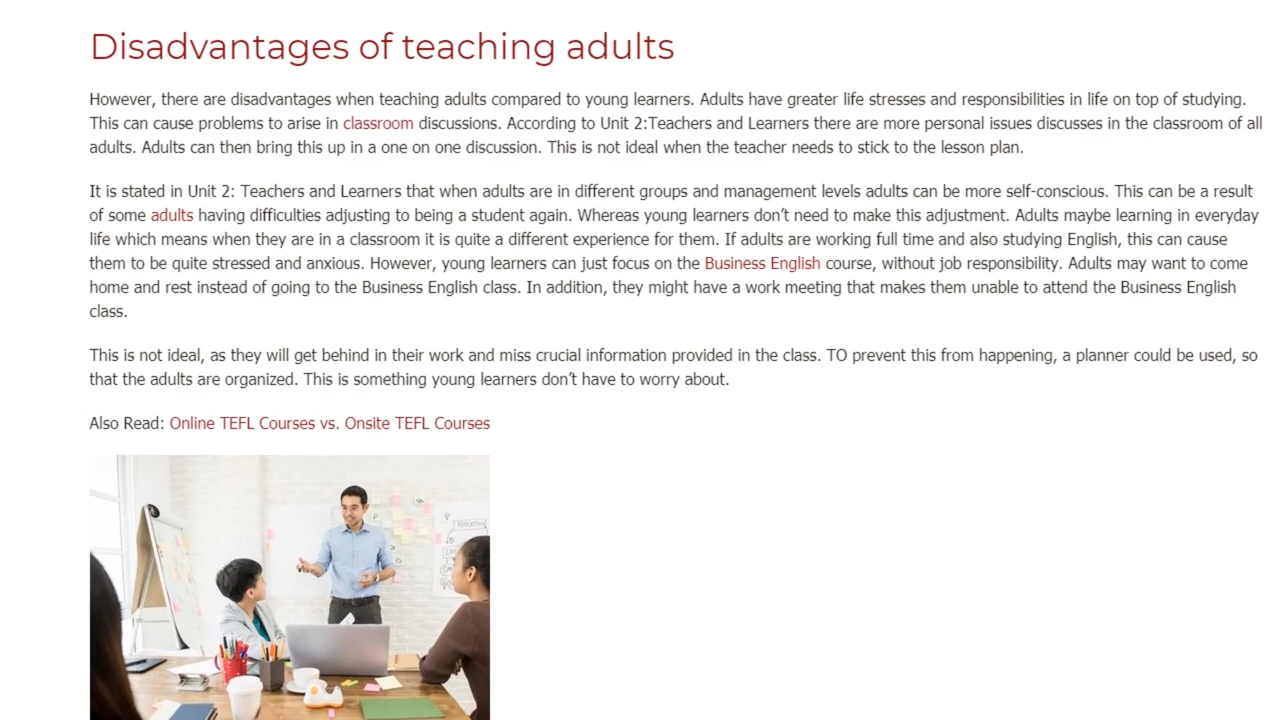 Disadvantages of teaching adults
However, there are disadvantages when teaching adults compared to young learners. Adults have greater life stresses and responsibilities in life on top of studying.
This can cause problems to arise in classroom discussions. According to Unit 2:Teachers and Learners there are more personal issues discusses in the classroom of all
adults. Adults can then bring this up in a one on one discussion. This is not ideal when the teacher needs to stick to the lesson plan.
It is stated in Unit 2: Teachers and Learners that when adults are in different groups and management levels adults can be more self-conscious. This can be a result
of some adults having difficulties adjusting to being a student again. Whereas young learners don’t need to make this adjustment. Adults maybe learning in everyday
life which means when they are in a classroom it is quite a different experience for them. If adults are working full time and also studying English, this can cause
them to be quite stressed and anxious. However, young learners can just focus on the Business English course, without job responsibility. Adults may want to come
home and rest instead of going to the Business English class. In addition, they might have a work meeting that makes them unable to attend the Business English
class.
This is not ideal, as they will get behind in their work and miss crucial information provided in the class. TO prevent this from happening, a planner could be used, so
that the adults are organized. This is something young learners don’t have to worry about.
Also Read: Online TEFL Courses vs. Onsite TEFL Courses